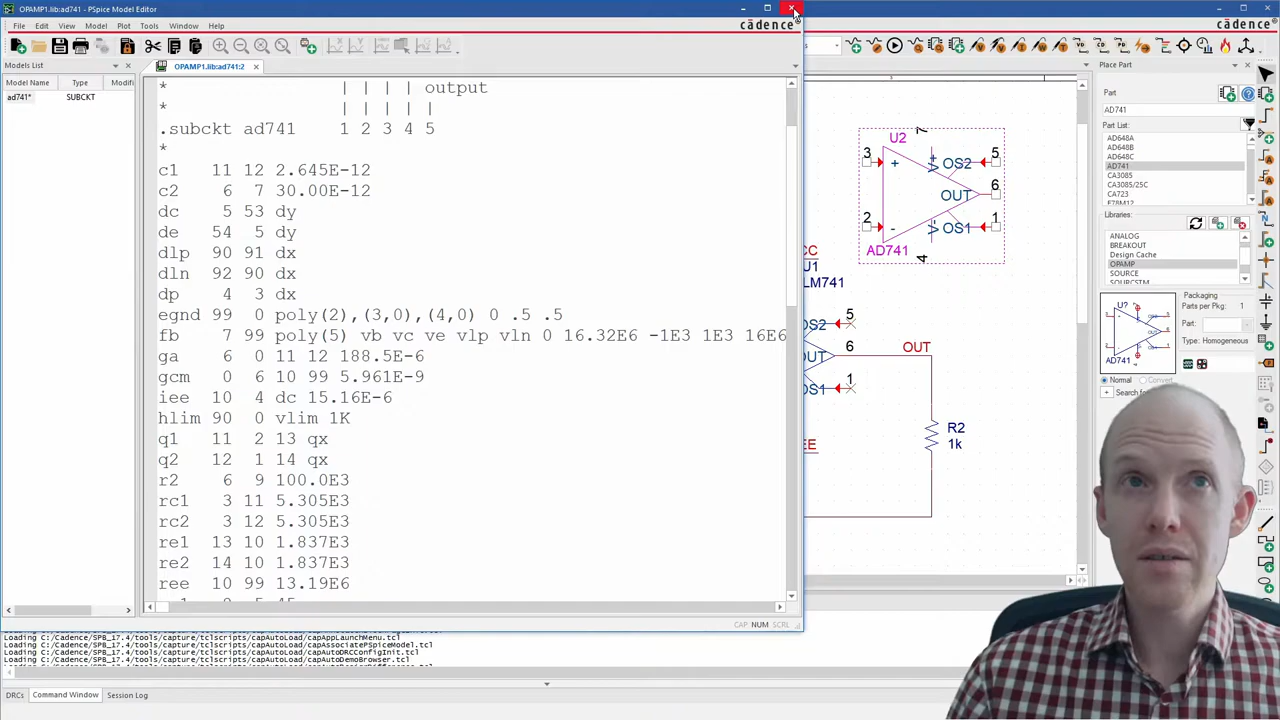 OPAMP1.lib:ad741 - PSpice Model Editor
File Edit View Model Plot Tools Window Help
cādence
cādence
Models List
OPAMP1.lib:ad741:2
Model Name Type Modifi
ad741* SUBCKT
* | | | | output
* | | | | |
.subckt ad741 1 2 3 4 5
*
c1 11 12 2.645E-12
c2 6 7 30.00E-12
dc 5 53 dy
de 54 5 dy
dlp 90 91 dx
dln 92 90 dx
dp 4 3 dx
egnd 99 0 poly(2),(3,0),(4,0) 0 .5 .5
fb 7 99 poly(5) vb vc ve vlp vln 0 16.32E6 -1E3 1E3 16E6
ga 6 0 11 12 188.5E-6
gcm 0 6 10 99 5.961E-9
iee 10 4 dc 15.16E-6
hlim 90 0 vlim 1K
q1 11 2 13 qx
q2 12 1 14 qx
r2 6 9 100.0E3
rc1 3 11 5.305E3
rc2 3 12 5.305E3
re1 13 10 1.837E3
re2 14 10 1.837E3
ree 10 99 13.19E6
CAP NUM SCRL
U2
7
3
+
V+
OS2
5
OUT
6
2
-
V-
OS1
1
AD741
4
CC
U1
LM741
OS2
5
OUT
6
OUT
OS1
1
EE
R2
1k
Place Part
Part
AD741
Part List:
AD648A
AD648B
AD648C
AD741
CA3085
CA3085/25C
CA723
Libraries:
ANALOG
BREAKOUT
Design Cache
OPAMP
SOURCE
SOURCSTM
U?
AD741
Packaging
Parts per Pkg: 1
Part:
Type: Homogeneous
Normal Convert
Search for
Loading C:/Cadence/SPB_17.4/tools/capture/tclscripts/capAutoLoad/capAppLaunchMenu.tcl
Loading C:/Cadence/SPB_17.4/tools/capture/tclscripts/capAutoLoad/capAssociatePSpiceModel.tcl
Loading C:/Cadence/SPB_17.4/tools/capture/tclscripts/capAutoLoad/capAutoDRCConfigInit.tcl
Loading C:/Cadence/SPB_17.4/tools/capture/tclscripts/capAutoLoad/capAutoDemoBrowser.tcl
DRCs Command Window Session Log